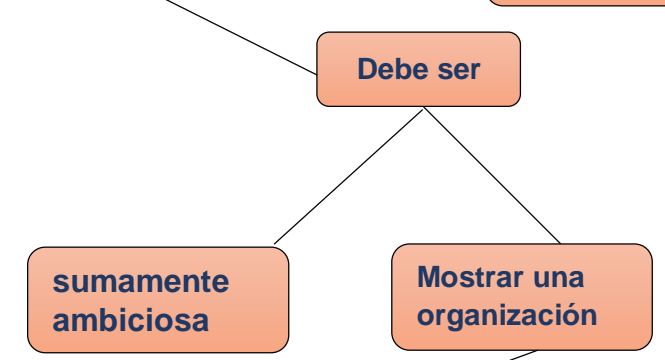 Debe ser
sumamente
ambiciosa
Mostrar una
organización